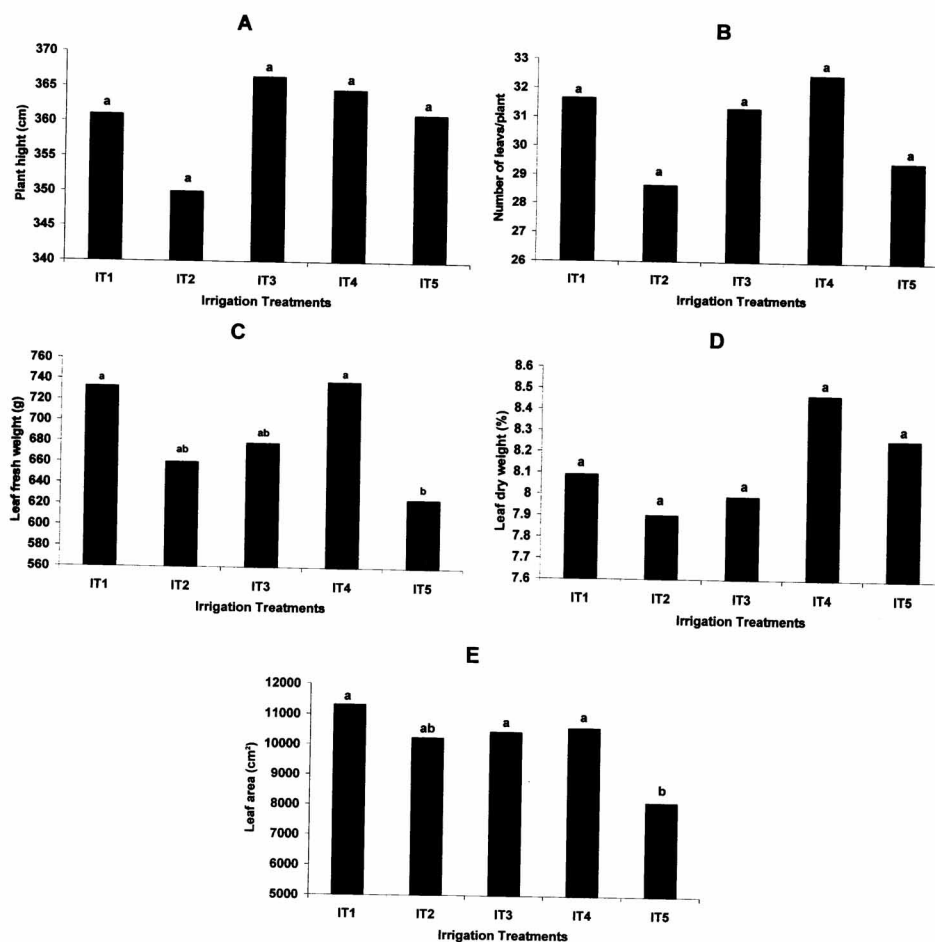 A
Plant hight (cm)
370
365
360
355
350
345
340
a
a
a
a
a
IT1 IT2 IT3 IT4 IT5
Irrigation Treatments
B
Number of leavs/plant
33
32
31
30
29
28
27
26
a
a
a
a
a
IT1 IT2 IT3 IT4 IT5
Irrigation Treatments
C
Leaf fresh weight (g)
760
740
720
700
680
660
640
620
600
580
560
a
ab
ab
a
b
IT1 IT2 IT3 IT4 IT5
Irrigation Treatments
D
Leaf dry weight (%)
8.6
8.5
8.4
8.3
8.2
8.1
8
7.9
7.8
7.7
7.6
a
a
a
a
a
IT1 IT2 IT3 IT4 IT5
Irrigation Treatments
E
Leaf area (cm²)
12000
11000
10000
9000
8000
7000
6000
5000
a
ab
a
a
b
IT1 IT2 IT3 IT4 IT5
Irrigation Treatments